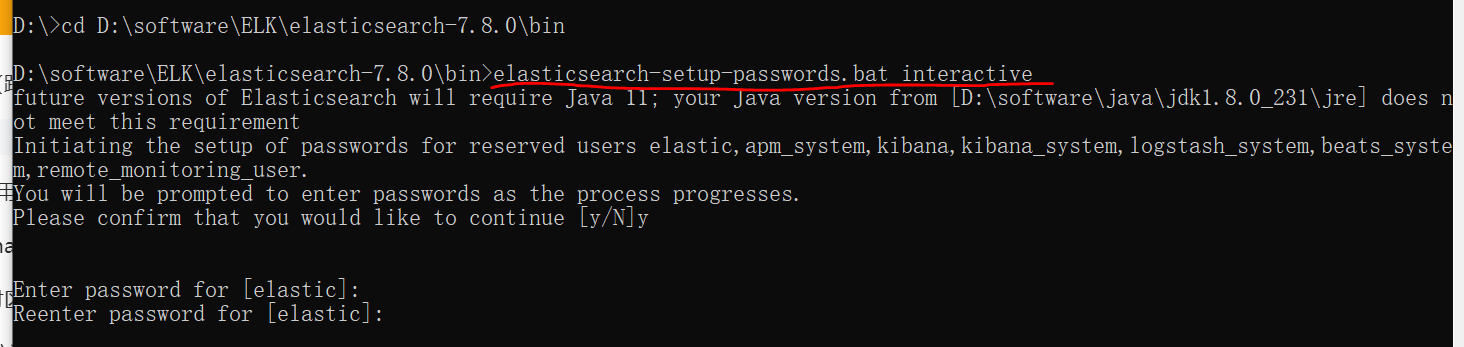 D:\>cd D:\software\ELK\elasticsearch-7.8.0\bin
D:\software\ELK\elasticsearch-7.8.0\bin>elasticsearch-setup-passwords.bat interactive
future versions of Elasticsearch will require Java 11; your Java version from [D:\software\java\jdk1.8.0_231\jre] does n
ot meet this requirement
Initiating the setup of passwords for reserved users elastic,apm_system,kibana,kibana_system,logstash_system,beats_syste
m,remote_monitoring_user.
You will be prompted to enter passwords as the process progresses.
Please confirm that you would like to continue [y/N]y
Enter password for [elastic]:
Reenter password for [elastic]: